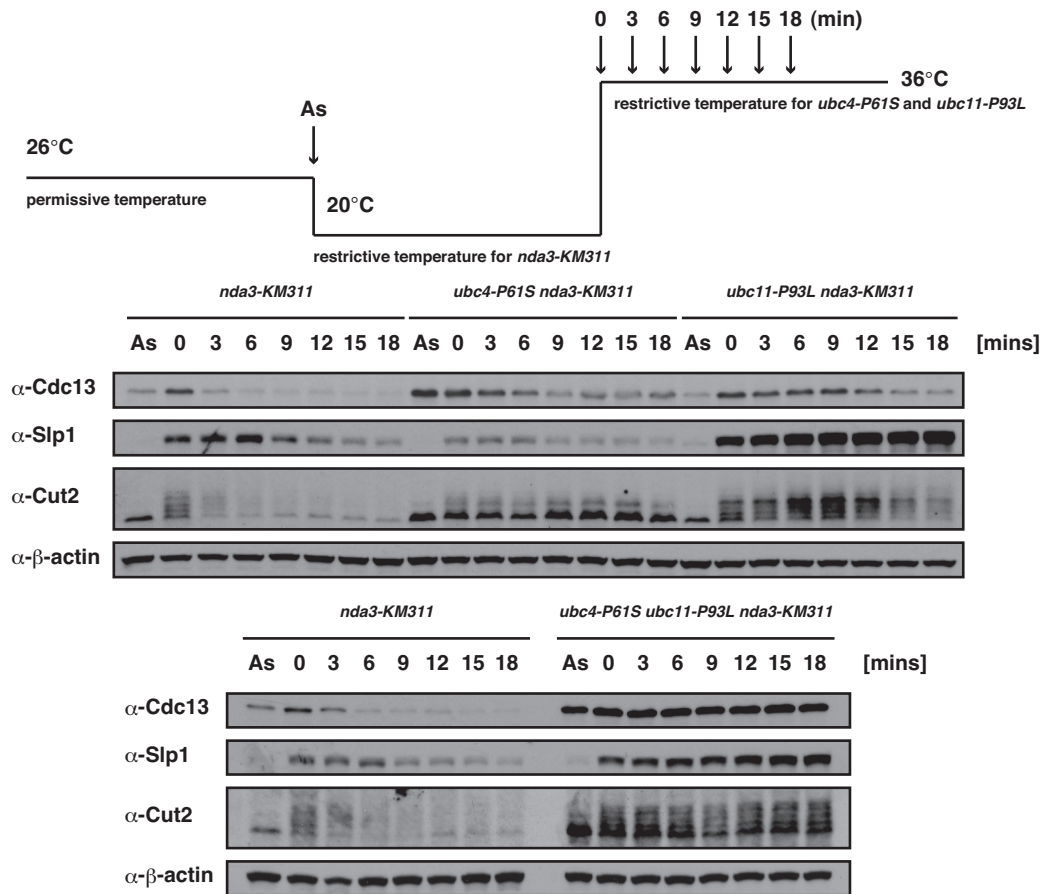 0 3 6 9 12 15 18 (min)
36°C
restrictive temperature for ubc4-P61S and ubc11-P93L
As
26°C
permissive temperature
20°C
restrictive temperature for nda3-KM311
nda3-KM311 ubc4-P61S nda3-KM311 ubc11-P93L nda3-KM311
As 0 3 6 9 12 15 18 As 0 3 6 9 12 15 18 As 0 3 6 9 12 15 18 [mins]
α-Cdc13
α-Slp1
α-Cut2
α-β-actin
nda3-KM311 ubc4-P61S ubc11-P93L nda3-KM311
As 0 3 6 9 12 15 18 As 0 3 6 9 12 15 18 [mins]
α-Cdc13
α-Slp1
α-Cut2
α-β-actin